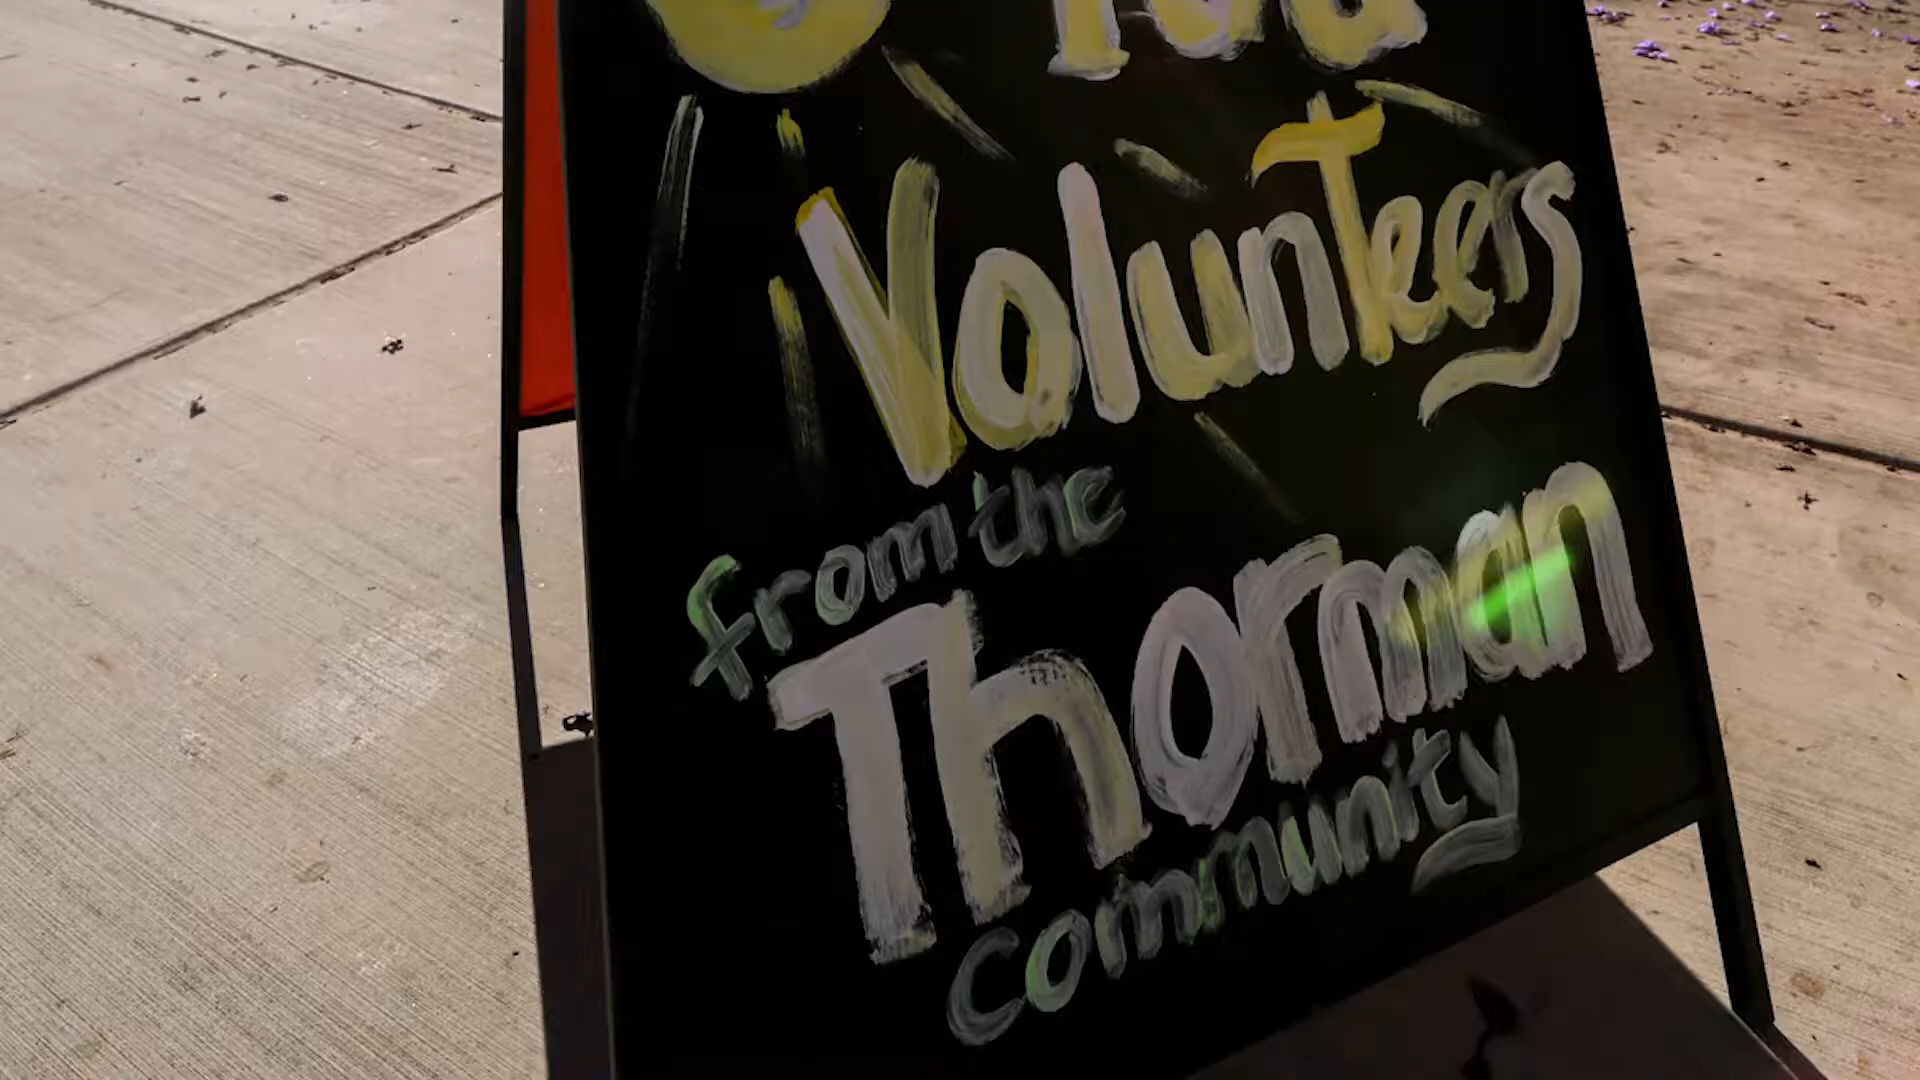 Volunteers
from the
Thorman
community